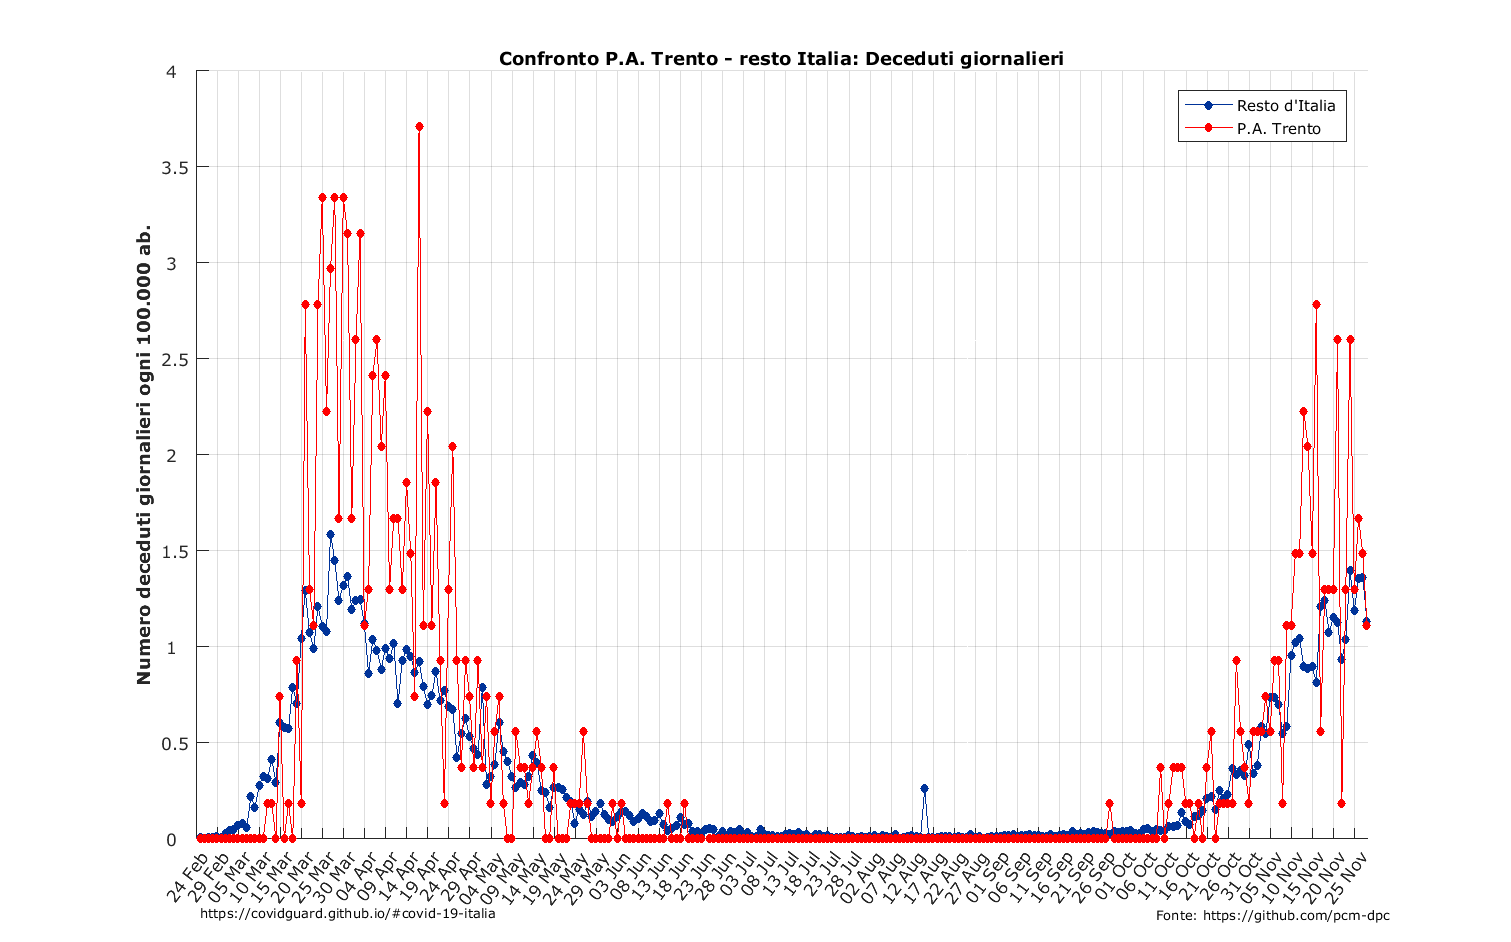 Confronto P.A. Trento - resto Italia: Deceduti giornalieri
Resto d'Italia
P.A. Trento
Numero deceduti giornalieri ogni 100.000 ab.
4
3.5
3
2.5
2
1.5
1
0.5
0
24 Feb
29 Feb
05 Mar
10 Mar
15 Mar
20 Mar
25 Mar
30 Mar
04 Apr
09 Apr
14 Apr
19 Apr
24 Apr
29 Apr
04 May
09 May
14 May
19 May
24 May
29 May
03 Jun
08 Jun
13 Jun
18 Jun
23 Jun
28 Jun
03 Jul
08 Jul
13 Jul
18 Jul
23 Jul
28 Jul
02 Aug
07 Aug
12 Aug
17 Aug
22 Aug
27 Aug
01 Sep
06 Sep
11 Sep
16 Sep
21 Sep
26 Sep
01 Oct
06 Oct
11 Oct
16 Oct
21 Oct
26 Oct
31 Oct
05 Nov
10 Nov
15 Nov
20 Nov
25 Nov
https://covidguard.github.io/#covid-19-italia
Fonte: https://github.com/pcm-dpc